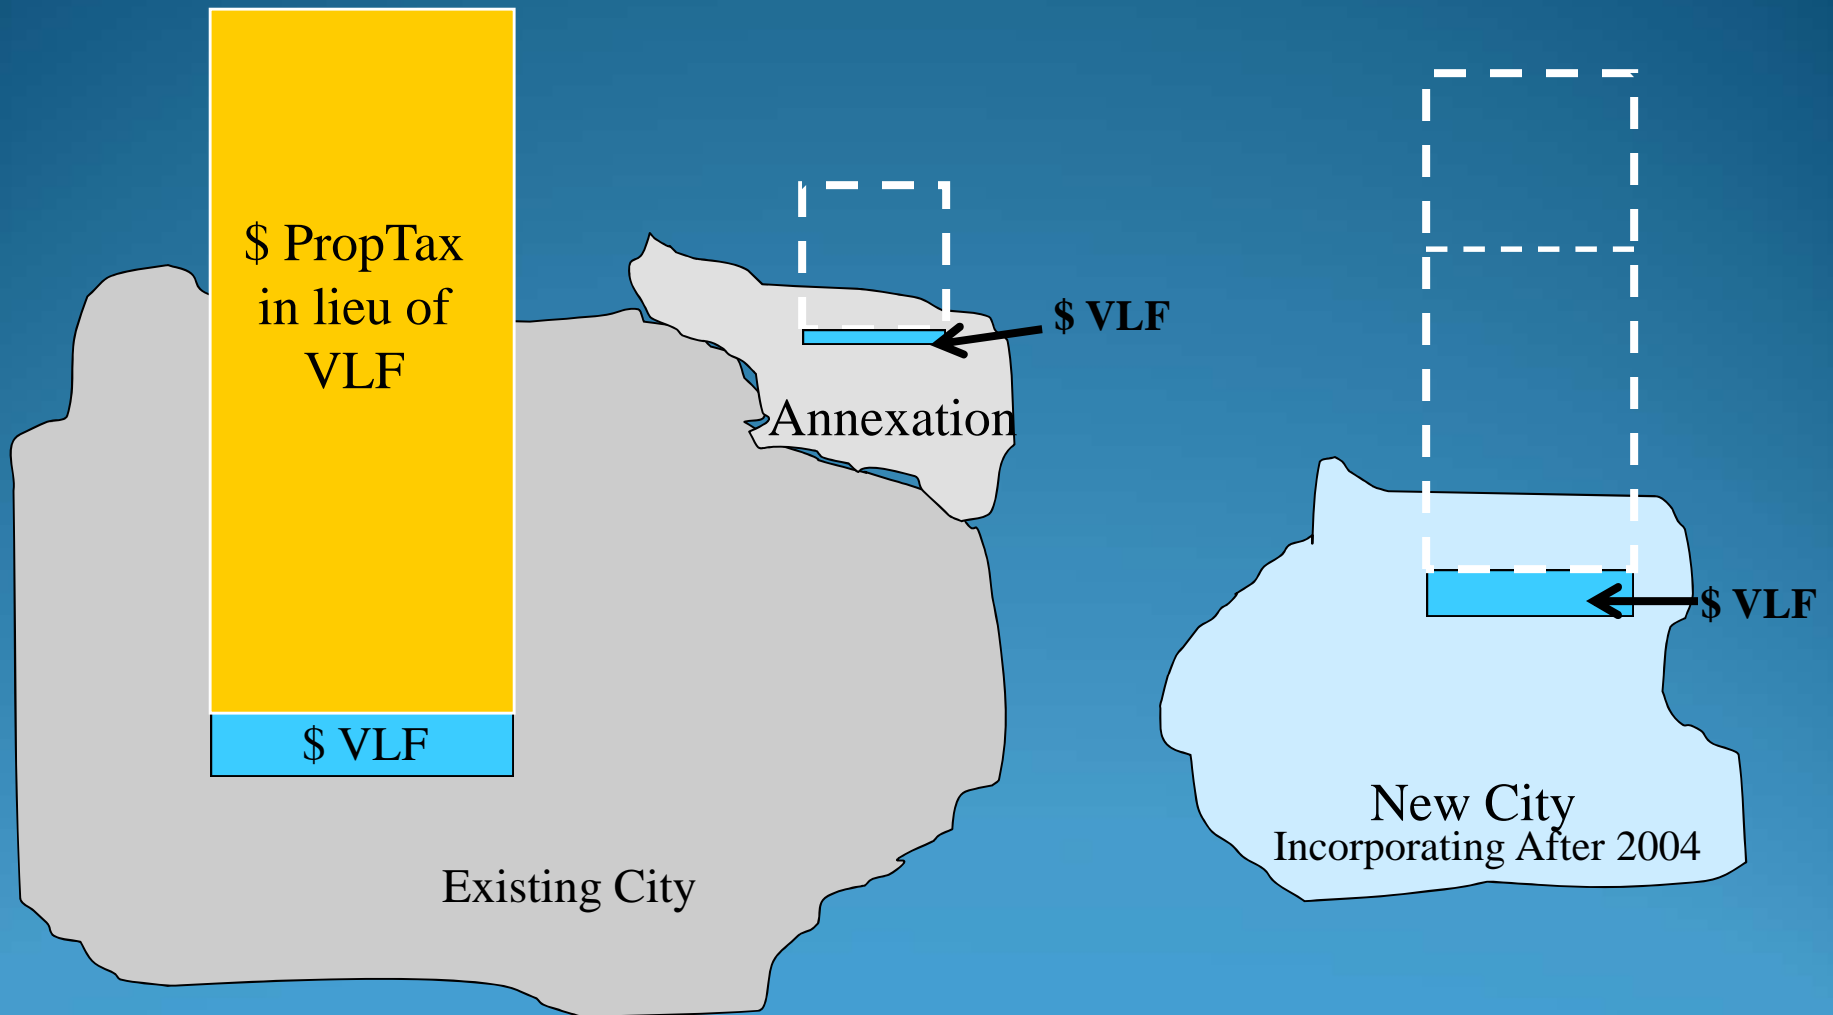 $ PropTax
in lieu of
VLF
$ VLF
Existing City
$ VLF
Annexation
$ VLF
New City
Incorporating After 2004